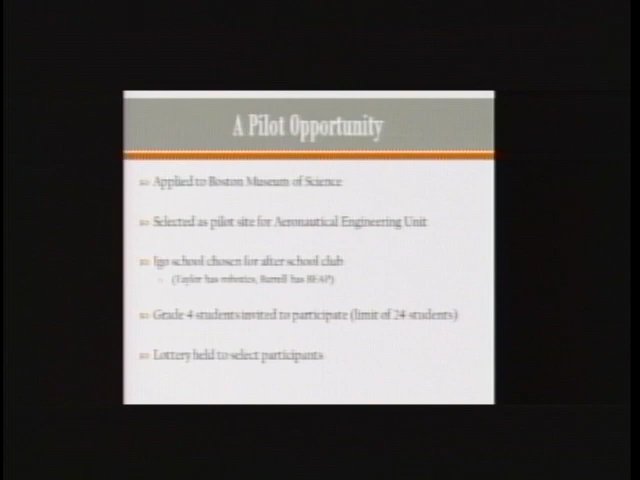 A Pilot Opportunity
Applied to Boston Museum of Science
Selected as pilot site for Aeronautical Engineering Unit
Igo school chosen for after school club
(Taylor has robotics, Burrell has BEAP)
Grade 4 students invited to participate (limit of 24 students)
Lottery held to select participants